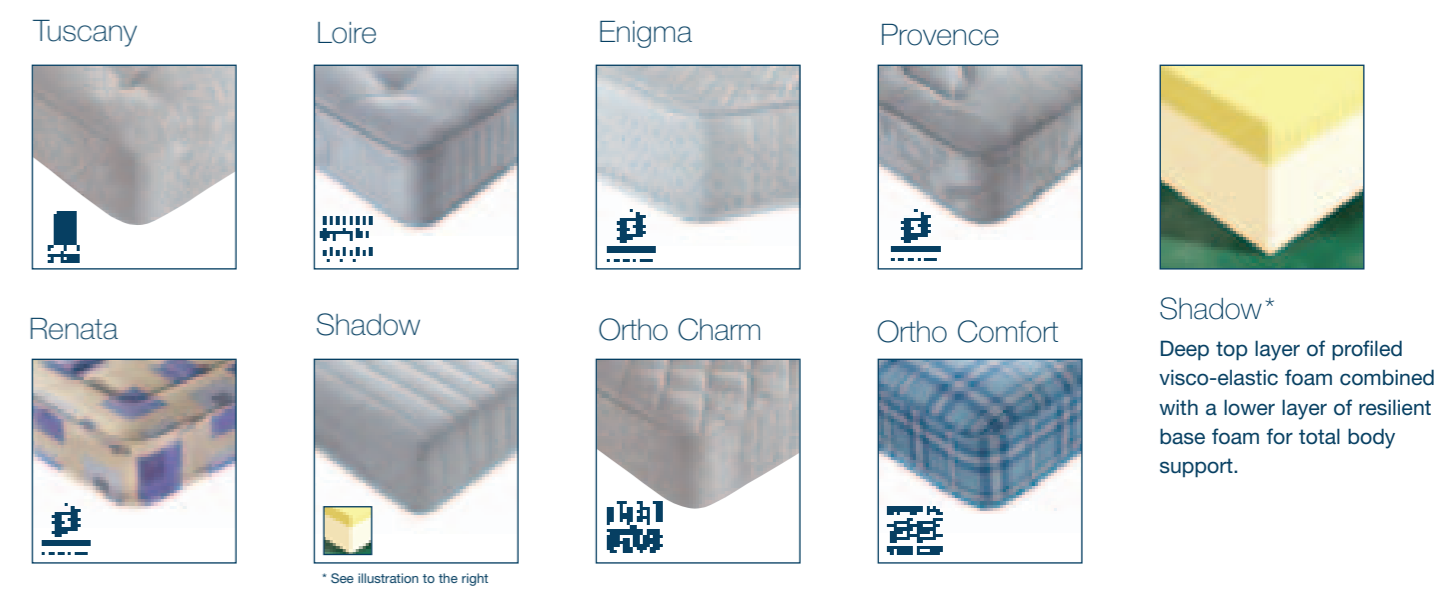 Tuscany
Loire
Enigma
Provence
Renata
Shadow
Ortho Charm
Ortho Comfort
* See illustration to the right
Shadow*
Deep top layer of profiled
visco-elastic foam combined
with a lower layer of resilient
base foam for total body
support.